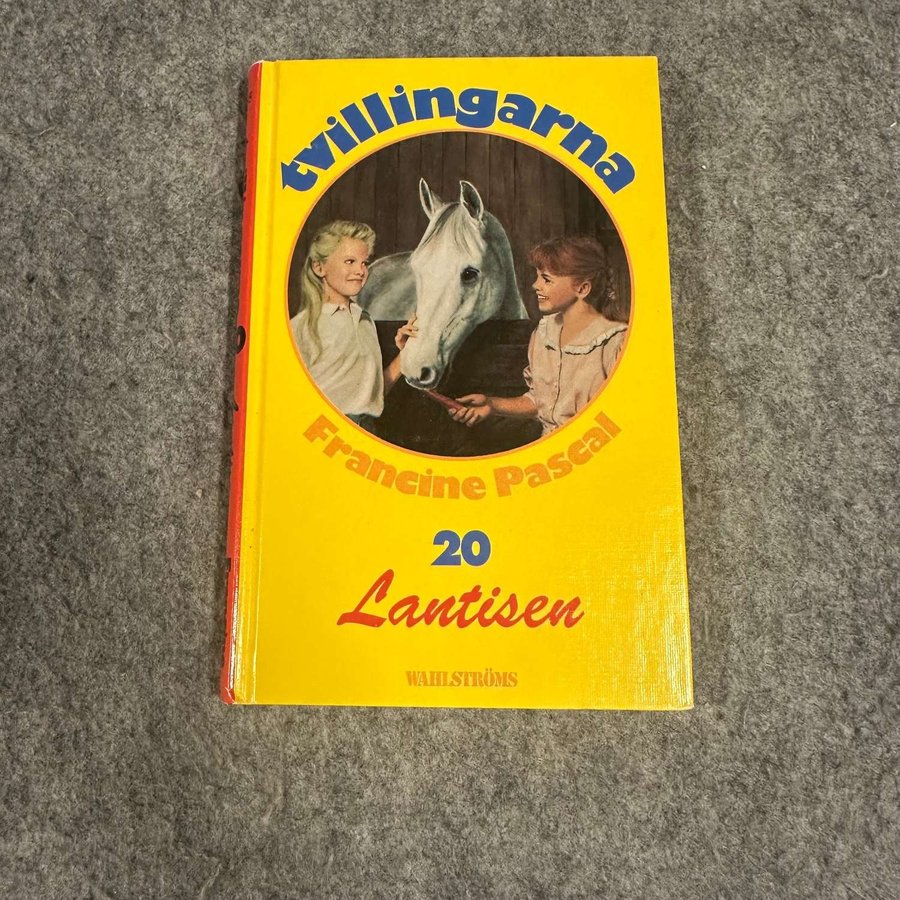 tvillingarna
Francine Pascal
20
Lantisen
WAHLSTRÖMS